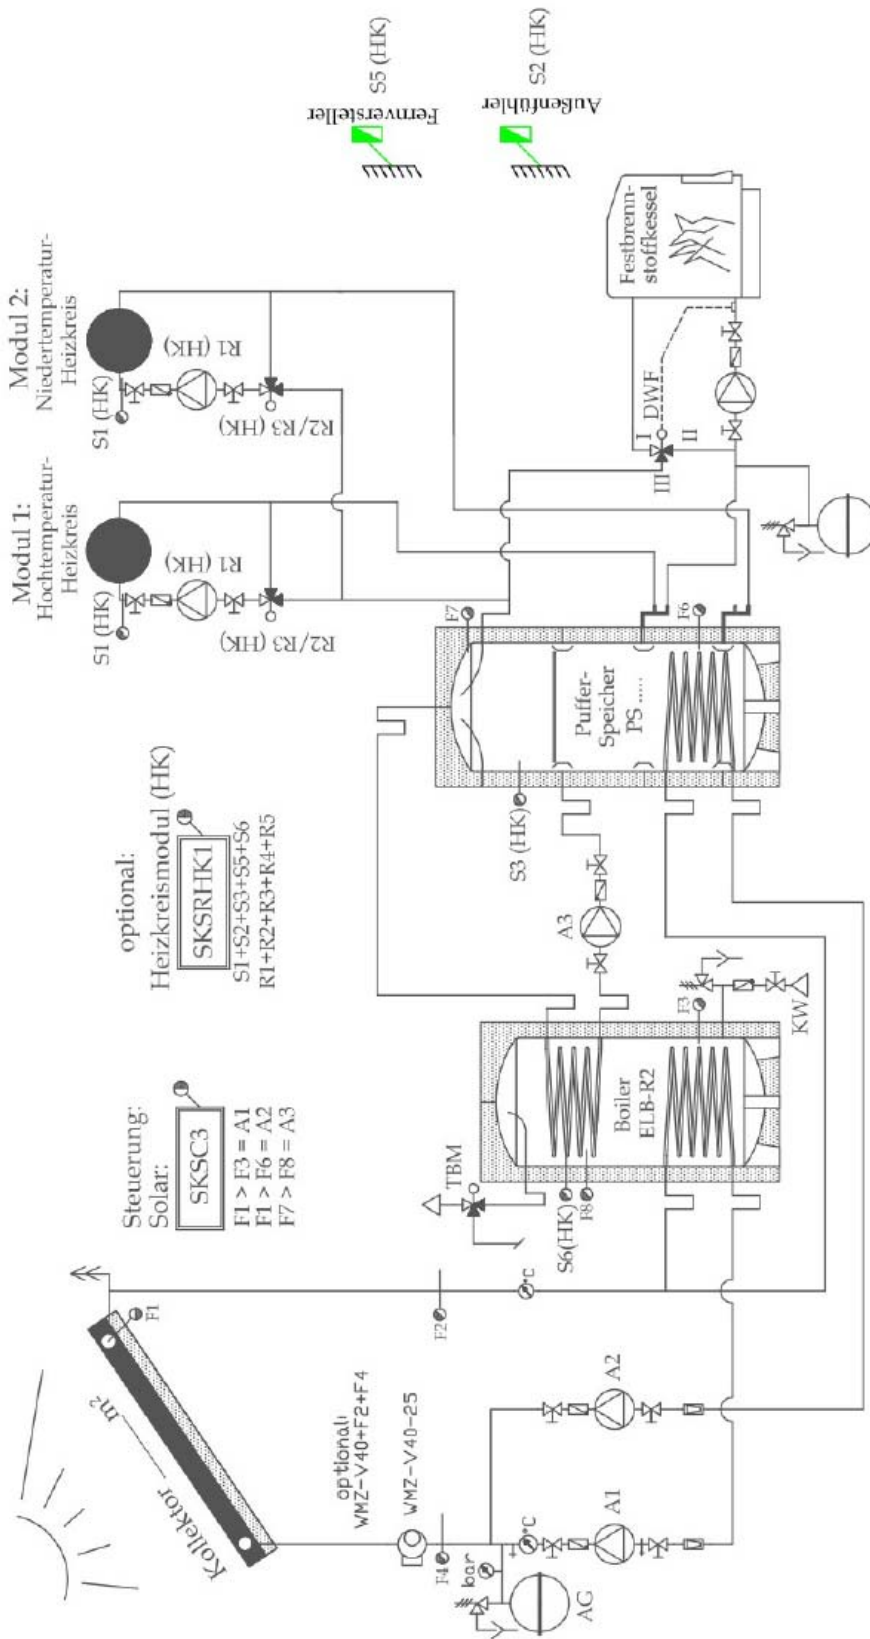 Kollektor
m²
F1
optional:
WMZ-V40+F2+F4
WMZ-V40-25
F4
bar
°C
AG
A1
A2
F2
°C
Steuerung:
Solar:
SKSC3
F1 > F3 = A1
F1 > F6 = A2
F7 > F8 = A3
TBM
S6(HK)
F8
Boiler
ELB-R2
F3
KW
optional:
Heizkreismodul (HK)
SKSRHK1
S1+S2+S3+S5+S6
R1+R2+R3+R4+R5
A3
S3 (HK)
Puffer-
Speicher
PS .....
F7
F6
Modul 1:
Hochtemperatur-
Heizkreis
S1 (HK)
R1 (HK)
R2/R3 (HK)
Modul 2:
Niedertemperatur-
Heizkreis
S1 (HK)
R1 (HK)
R2/R3 (HK)
I
DWF
II
III
Festbrenn-
stoffkessel
Fernversteller
S5 (HK)
Außenfühler
S2 (HK)